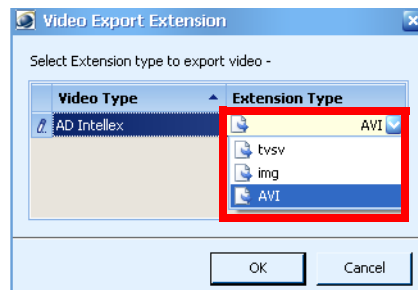 Video Export Extension
Select Extension type to export video -
Video Type Extension Type
AD Intellex AVI
tvsv
img
AVI
OK Cancel